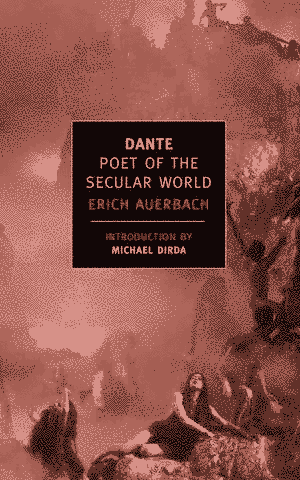 DANTE
POET OF THE
SECULAR WORLD
ERICH AUERBACH
INTRODUCTION BY
MICHAEL DIRDA